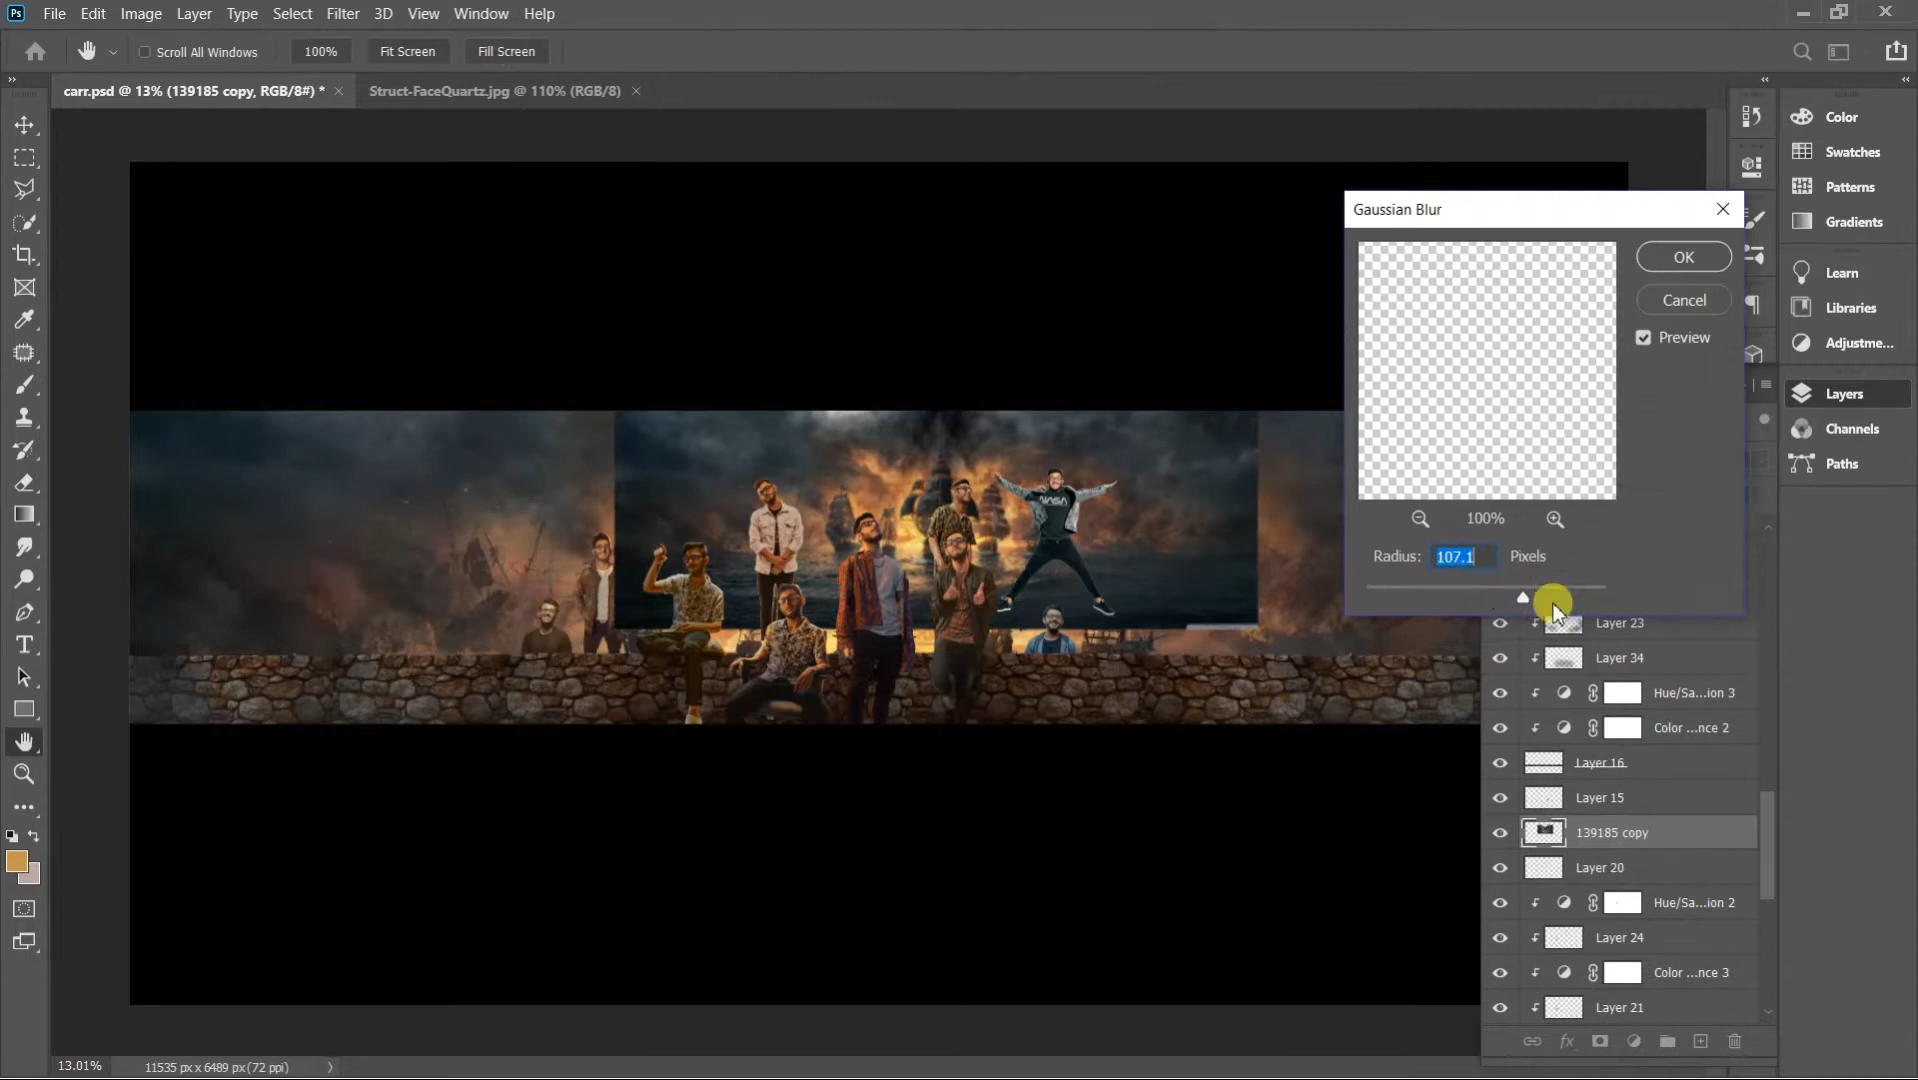 Ps File Edit Image Layer Type Select Filter 3D View Window Help
Scroll All Windows 100% Fit Screen Fill Screen
carr.psd @ 13% (139185 copy, RGB/8#) * Struct-FaceQuartz.jpg @ 110% (RGB/8)
Color
Swatches
Patterns
Gradients
Learn
Libraries
Adjustme...
Layers
Channels
Paths
Gaussian Blur
OK
Cancel
Preview
100%
Radius: 107.1 Pixels
NASA
Layer 23
Layer 34
Hue/Sa...ion 3
Color ...nce 2
Layer 16
Layer 15
139185 copy
Layer 20
Hue/Sa...ion 2
Layer 24
Color ...nce 3
Layer 21
fx
13.01% 11535 px x 6489 px (72 ppi)